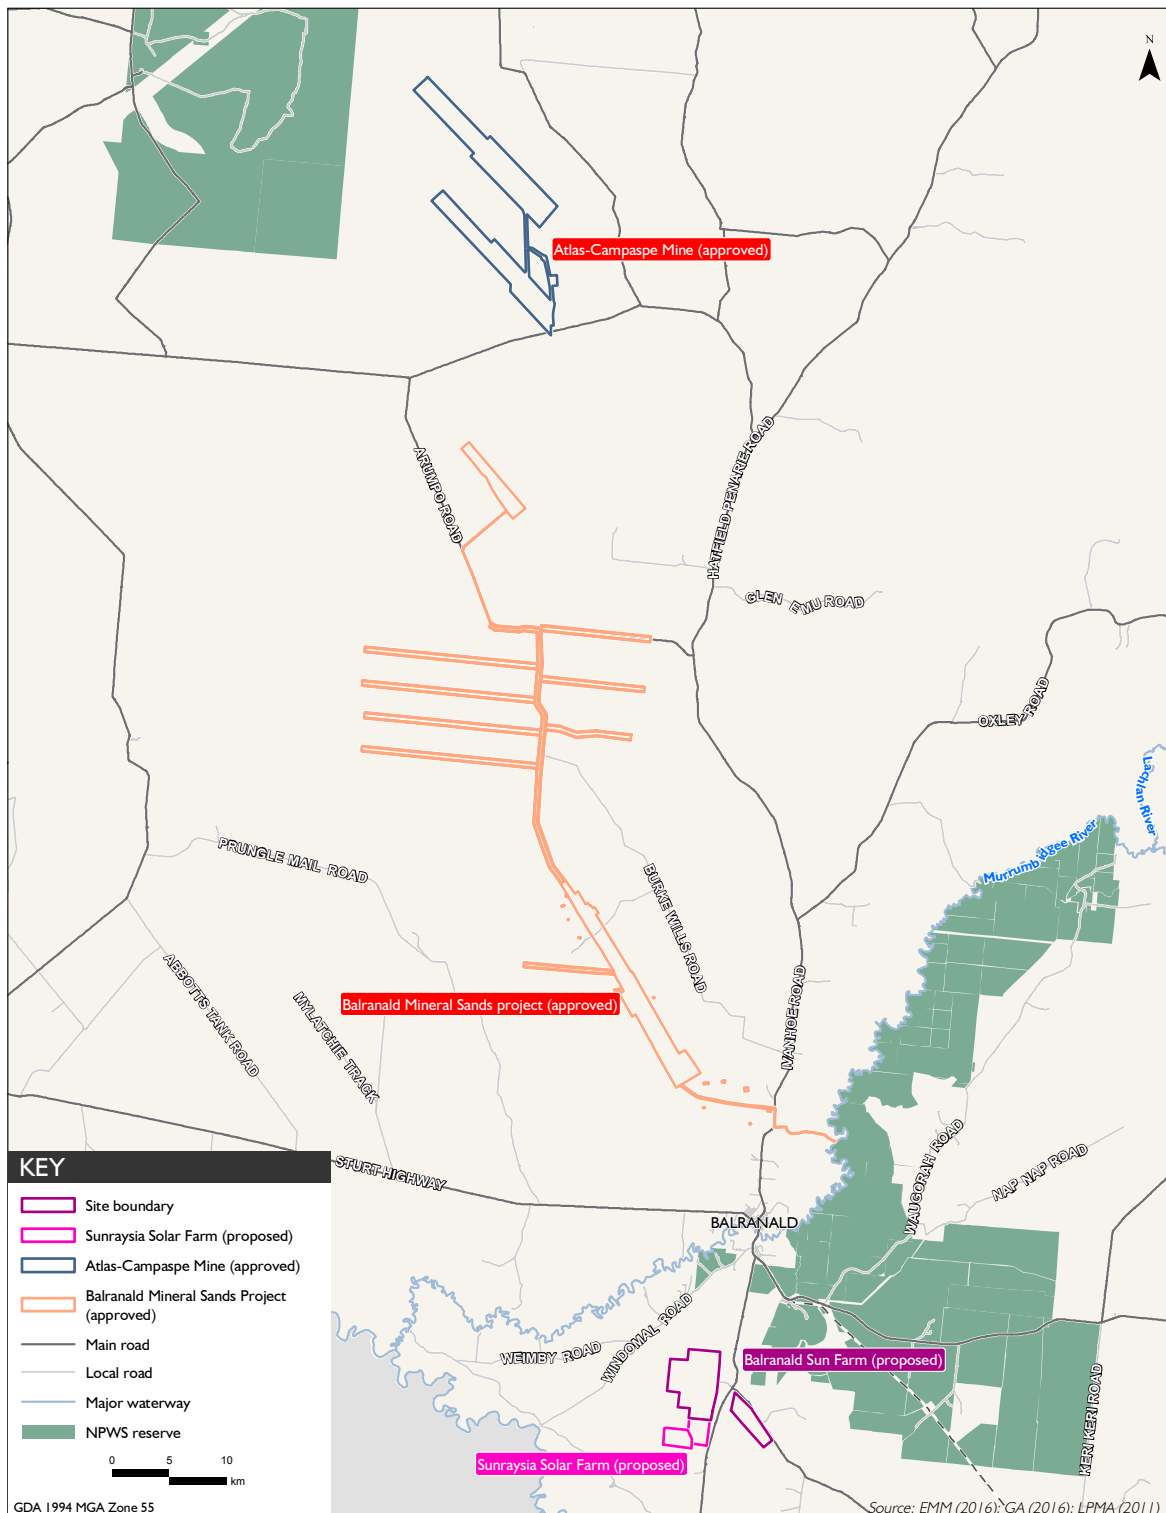 N
Atlas-Campaspe Mine (approved)
ARUMPO ROAD
HATFIELD PENARIE ROAD
GLEN EMU ROAD
OXLEY ROAD
Lachlan River
Murrumbidgee River
PRUNGLE MAIL ROAD
BURKE WILLS ROAD
ABBOTTS TANK ROAD
MYLATCHIE TRACK
Balranald Mineral Sands project (approved)
IVANHOE ROAD
WAUGORAH ROAD
NAP NAP ROAD
STURT HIGHWAY
BALRANALD
WINDOMAL ROAD
WEIMBY ROAD
Balranald Sun Farm (proposed)
KERI KERI ROAD
Sunraysia Solar Farm (proposed)
KEY
Site boundary
Sunraysia Solar Farm (proposed)
Atlas-Campaspe Mine (approved)
Balranald Mineral Sands Project
(approved)
Main road
Local road
Major waterway
NPWS reserve
0 5 10
km
GDA 1994 MGA Zone 55
Source: EMM (2016); GA (2016); LPMA (2011)